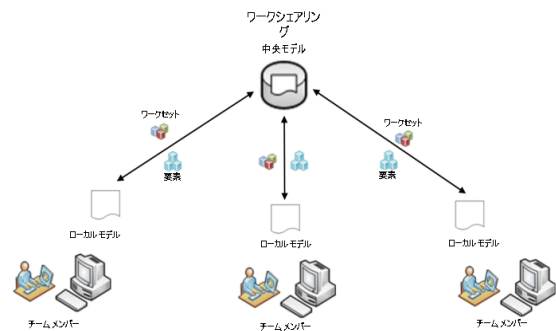 ワークシェアリン
グ
中央モデル
ワークセット
ワークセット
要素
要素
ローカル モデル
ローカル モデル
ローカル モデル
チーム メンバー
チーム メンバー
チーム メンバー